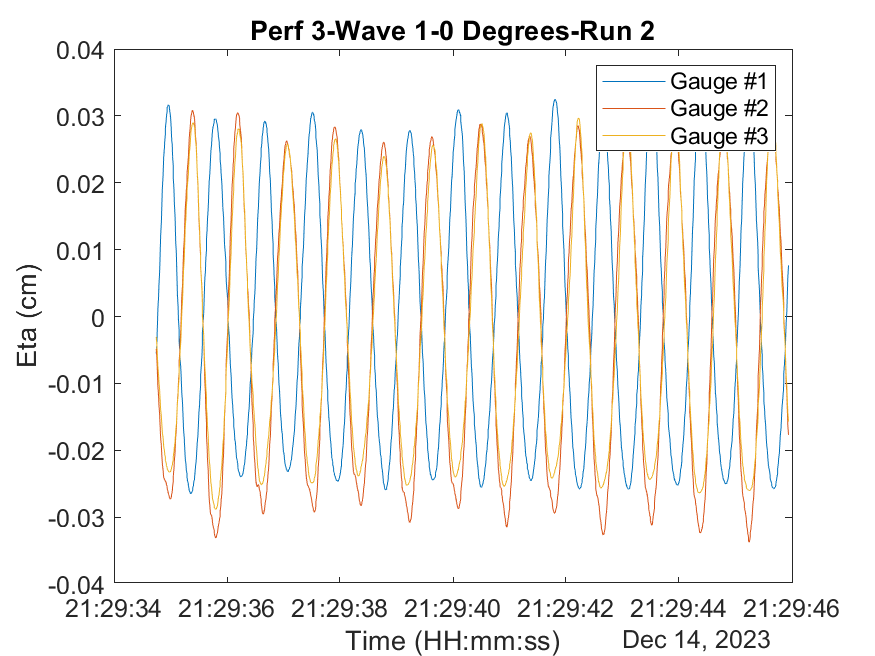 Perf 3-Wave 1-0 Degrees-Run 2
Gauge #1
Gauge #2
Gauge #3
0.04
0.03
0.02
0.01
0
-0.01
-0.02
-0.03
-0.04
Eta (cm)
21:29:34 21:29:36 21:29:38 21:29:40 21:29:42 21:29:44 21:29:46
Time (HH:mm:ss)
Dec 14, 2023